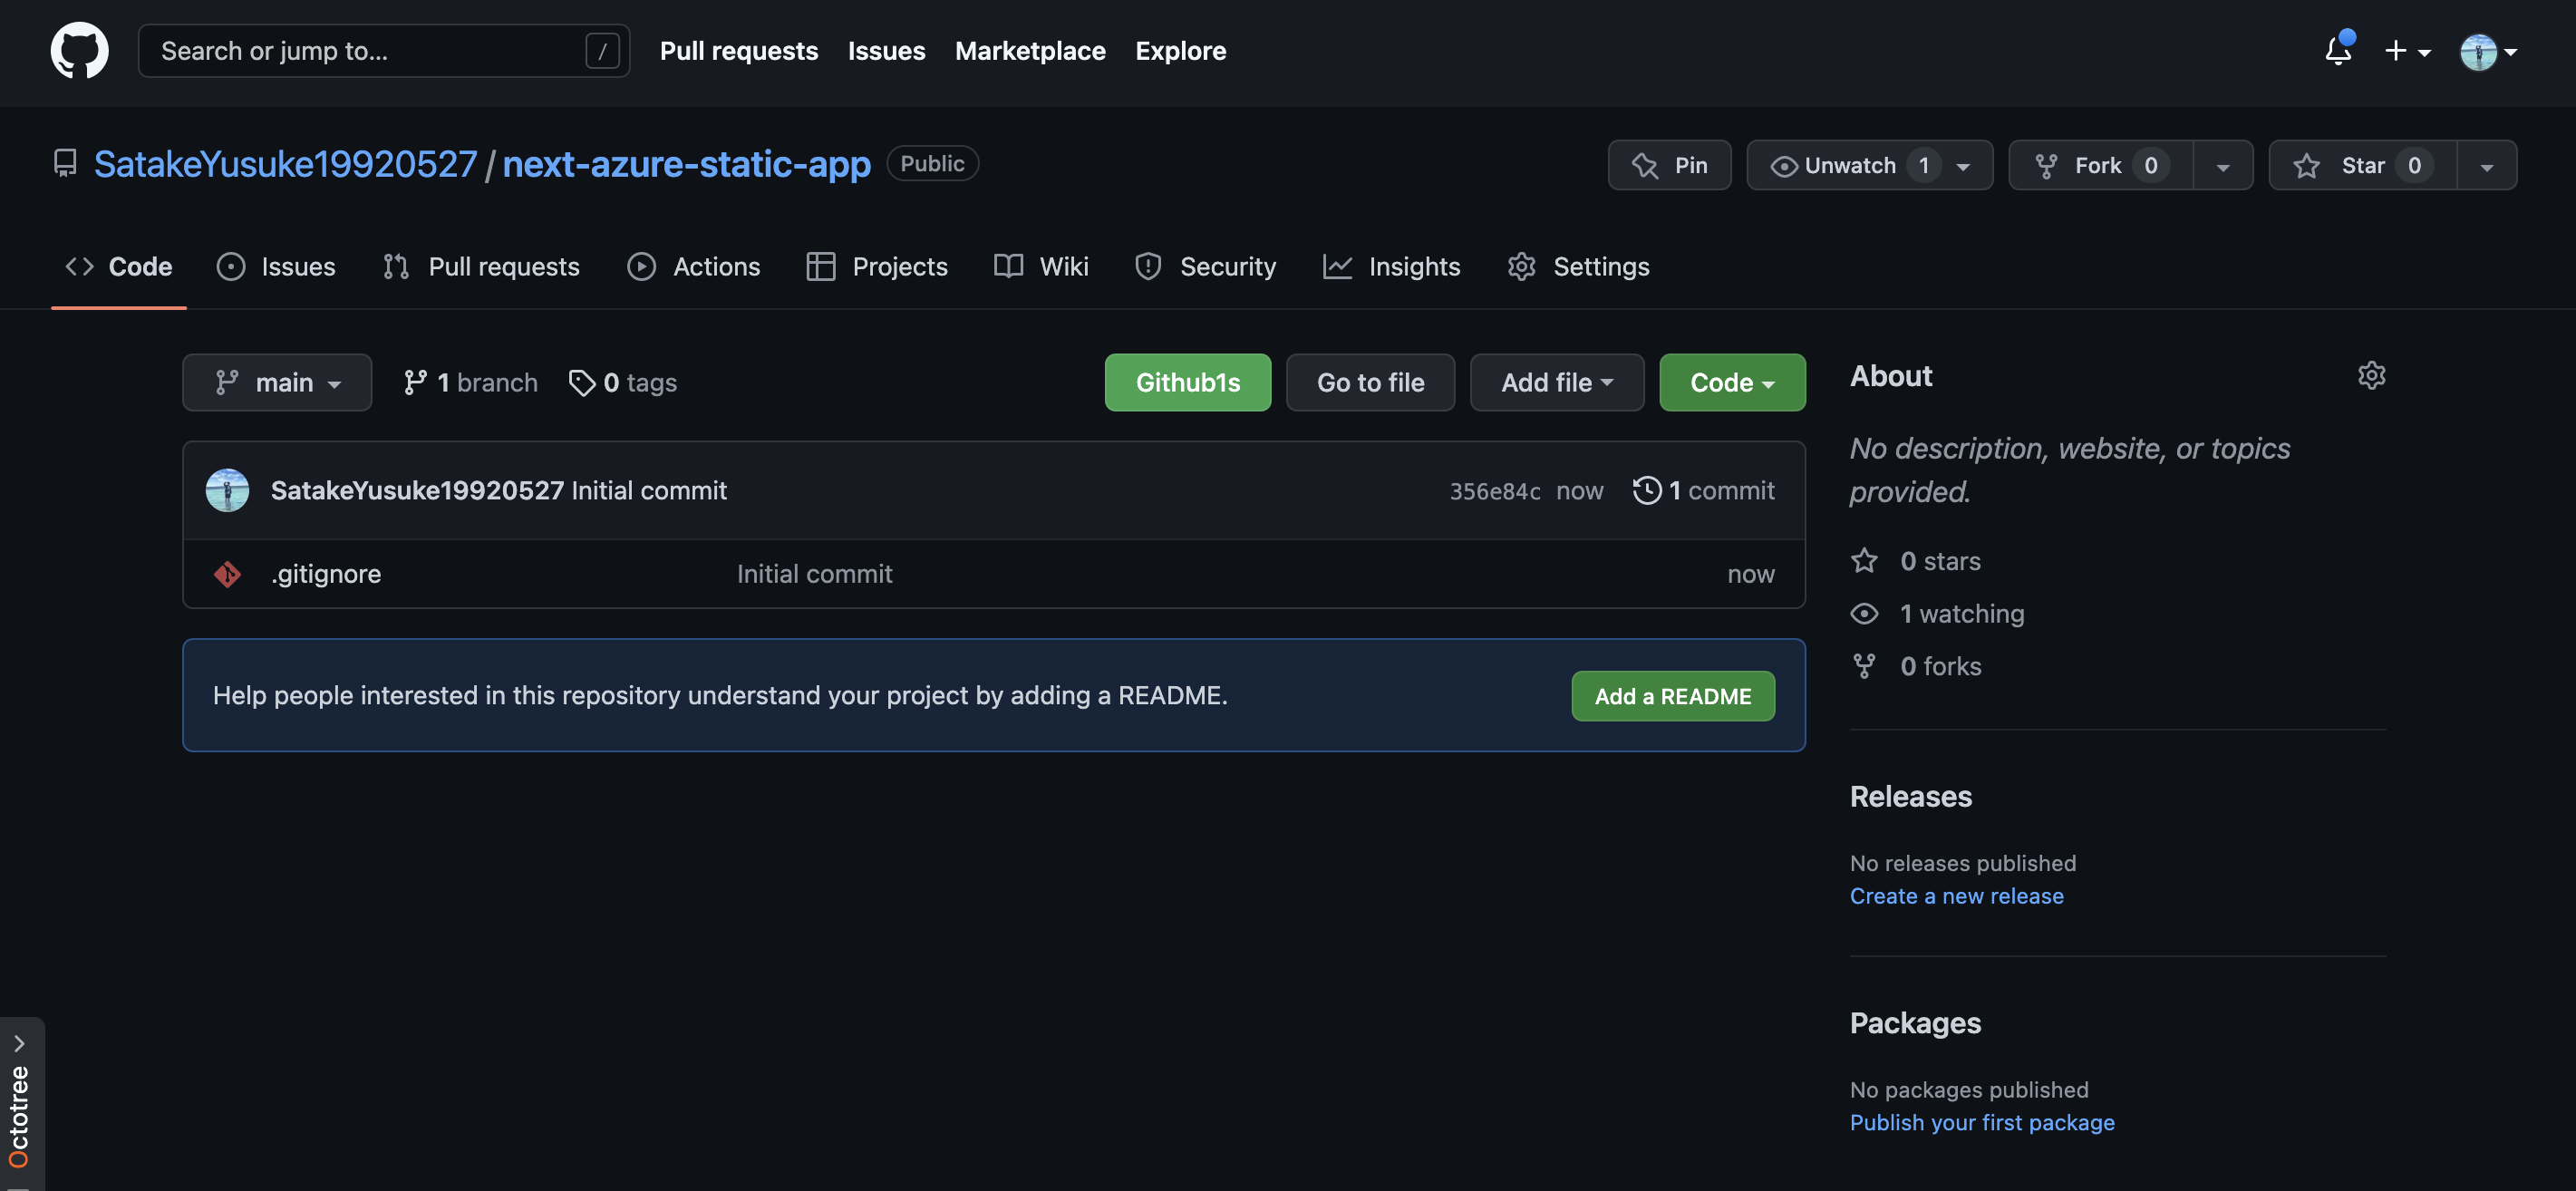 Search or jump to... /
Pull requests Issues Marketplace Explore
SatakeYusuke19920527 / next-azure-static-app Public
Pin Unwatch 1 Fork 0 Star 0
Code Issues Pull requests Actions Projects Wiki Security Insights Settings
main 1 branch 0 tags
Github1s Go to file Add file Code
SatakeYusuke19920527 Initial commit 356e84c now 1 commit
.gitignore Initial commit now
Help people interested in this repository understand your project by adding a README. Add a README
About
No description, website, or topics
provided.
0 stars
1 watching
0 forks
Releases
No releases published
Create a new release
Packages
No packages published
Publish your first package
Octotree